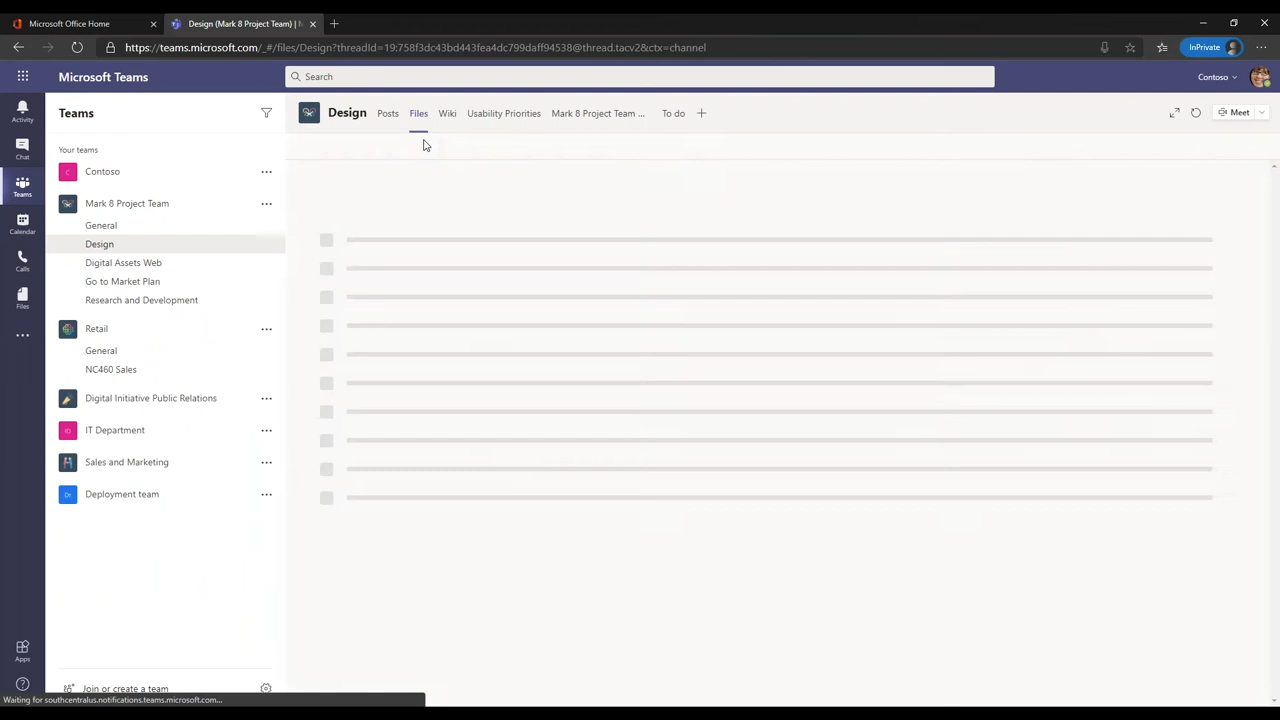 Microsoft Office Home
Design (Mark 8 Project Team) | M
https://teams.microsoft.com/_#/files/Design?threadId=19:758f3dc43bd443fea4dc799daff94538@thread.tacv2&ctx=channel
InPrivate
Microsoft Teams
Search
Contoso
Activity
Chat
Teams
Calendar
Calls
Files
Apps
Teams
Your teams
C
Contoso
Mark 8 Project Team
General
Design
Digital Assets Web
Go to Market Plan
Research and Development
Retail
General
NC460 Sales
Digital Initiative Public Relations
ID
IT Department
Sales and Marketing
Dt
Deployment team
Join or create a team
Design
Posts
Files
Wiki
Usability Priorities
Mark 8 Project Team ...
To do
Meet
Waiting for southcentralus.notifications.teams.microsoft.com...